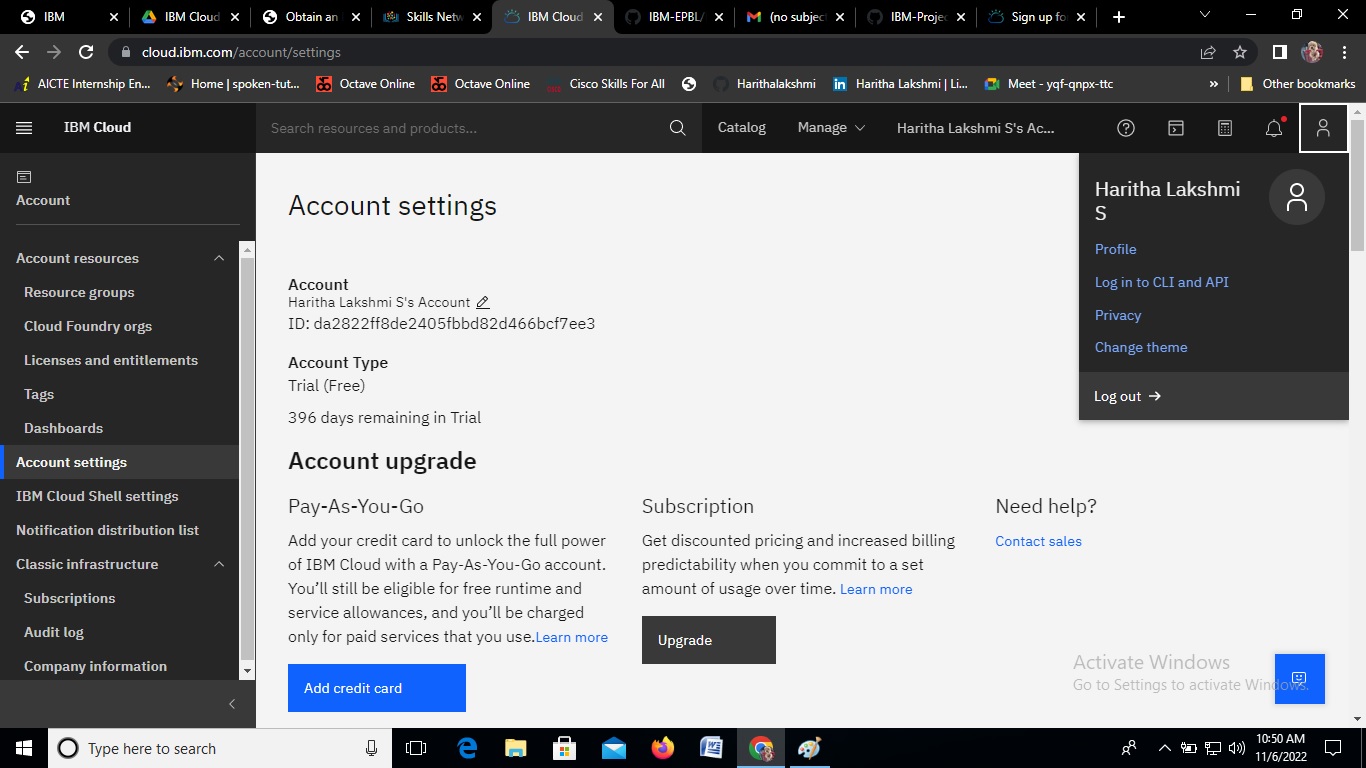 IBM
IBM Cloud
Obtain an
Skills Netw
IBM Cloud
IBM-EPBL/
(no subject
IBM-Projec
Sign up fo
cloud.ibm.com/account/settings
AICTE Internship En...
Home | spoken-tut...
Octave Online
Octave Online
Cisco Skills For All
Harithalakshmi
Haritha Lakshmi | Li...
Meet - yqf-qnpx-ttc
»
Other bookmarks
IBM Cloud
Search resources and products...
Catalog
Manage
Haritha Lakshmi S's Ac...
Account
Account resources
Resource groups
Cloud Foundry orgs
Licenses and entitlements
Tags
Dashboards
Account settings
IBM Cloud Shell settings
Notification distribution list
Classic infrastructure
Subscriptions
Audit log
Company information
Account settings
Account
Haritha Lakshmi S's Account
ID: da2822ff8de2405fbbd82d466bcf7ee3
Account Type
Trial (Free)
396 days remaining in Trial
Account upgrade
Pay-As-You-Go
Add your credit card to unlock the full power
of IBM Cloud with a Pay-As-You-Go account.
You’ll still be eligible for free runtime and
service allowances, and you’ll be charged
only for paid services that you use.Learn more
Add credit card
Subscription
Get discounted pricing and increased billing
predictability when you commit to a set
amount of usage over time. Learn more
Upgrade
Need help?
Contact sales
Haritha Lakshmi
S
Profile
Log in to CLI and API
Privacy
Change theme
Log out →
Activate Windows
Go to Settings to activate Windows.
Type here to search
10:50 AM
11/6/2022